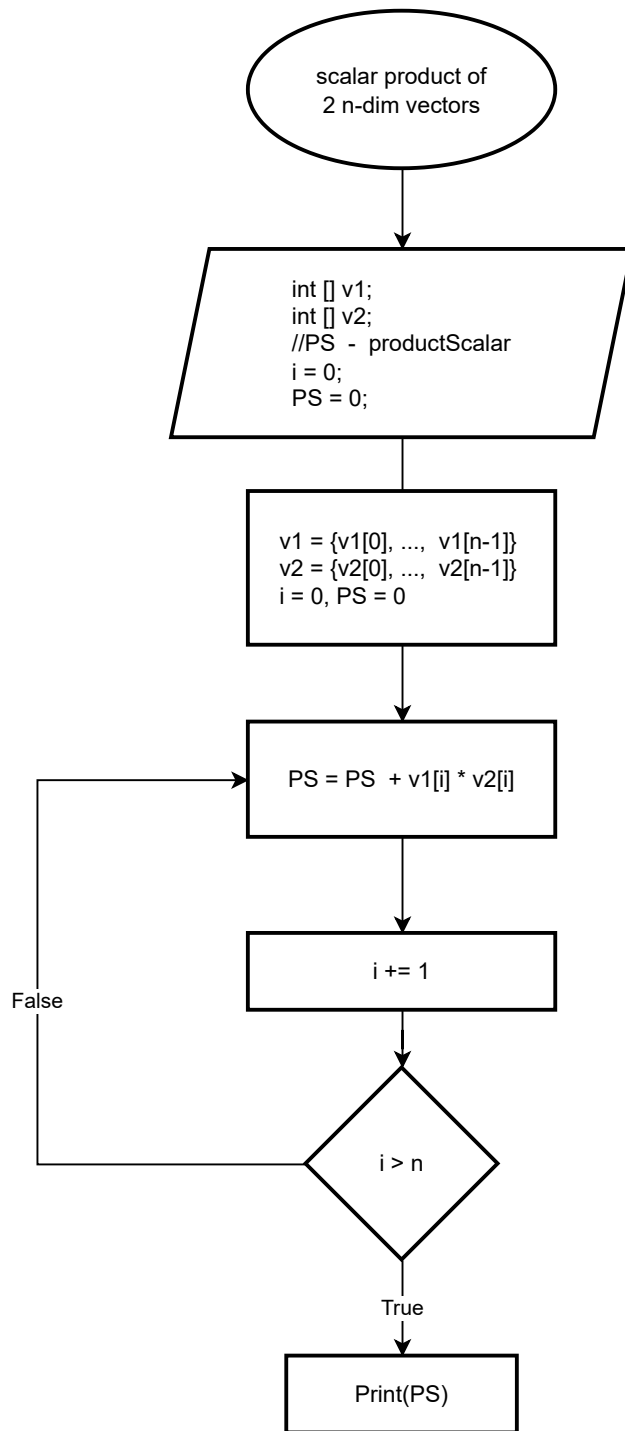 scalar product of
2 n-dim vectors
int [] v1;
int [] v2;
//PS - productScalar
i = 0;
PS = 0;
v1 = {v1[0], ..., v1[n-1]}
v2 = {v2[0], ..., v2[n-1]}
i = 0, PS = 0
PS = PS + v1[i] * v2[i]
i += 1
False
i > n
True
Print(PS)